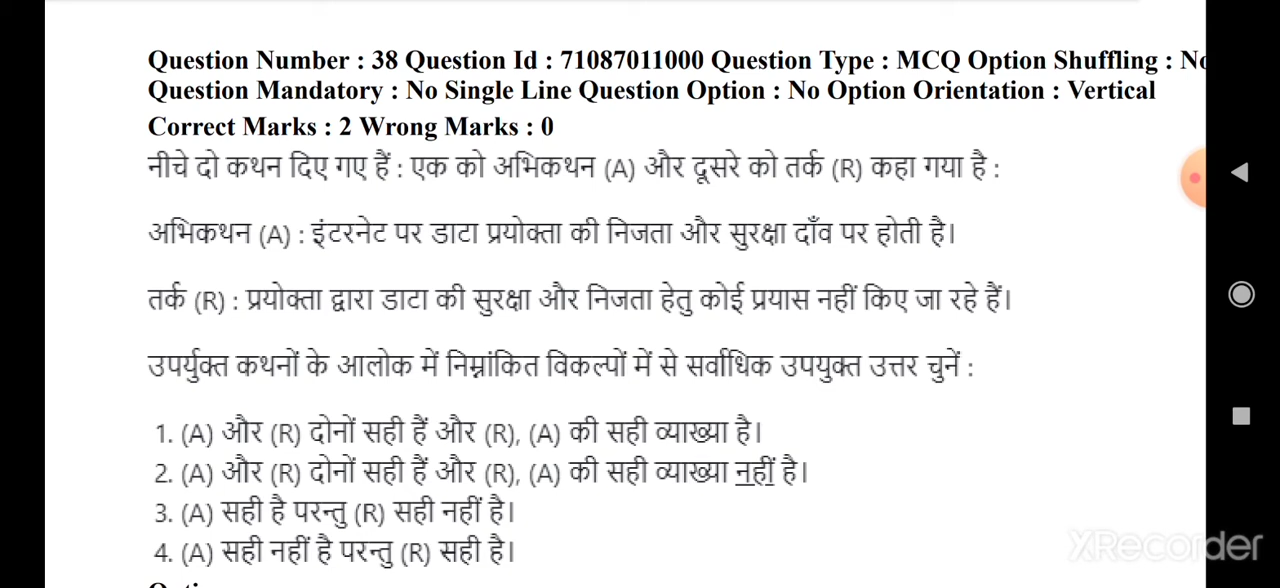 Question Number : 38 Question Id : 71087011000 Question Type : MCQ Option Shuffling : No
Question Mandatory : No Single Line Question Option : No Option Orientation : Vertical
Correct Marks : 2 Wrong Marks : 0
नीचे दो कथन दिए गए हैं : एक को अभिकथन (A) और दूसरे को तर्क (R) कहा गया है :
अभिकथन (A) : इंटरनेट पर डाटा प्रयोक्ता की निजता और सुरक्षा दाँव पर होती है।
तर्क (R) : प्रयोक्ता द्वारा डाटा की सुरक्षा और निजता हेतु कोई प्रयास नहीं किए जा रहे हैं।
उपर्युक्त कथनों के आलोक में निम्नांकित विकल्पों में से सर्वाधिक उपयुक्त उत्तर चुनें :
1. (A) और (R) दोनों सही हैं और (R), (A) की सही व्याख्या है।
2. (A) और (R) दोनों सही हैं और (R), (A) की सही व्याख्या नहीं है।
3. (A) सही है परन्तु (R) सही नहीं है।
4. (A) सही नहीं है परन्तु (R) सही है।
XRecorder